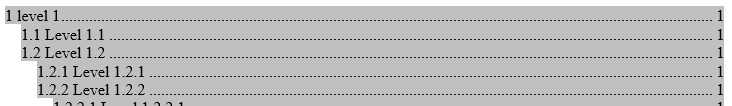 1 level 1 1
1.1 Level 1.1 1
1.2 Level 1.2 1
1.2.1 Level 1.2.1 1
1.2.2 Level 1.2.2 1
1.2.2.1 Level 1.2.2.1 1